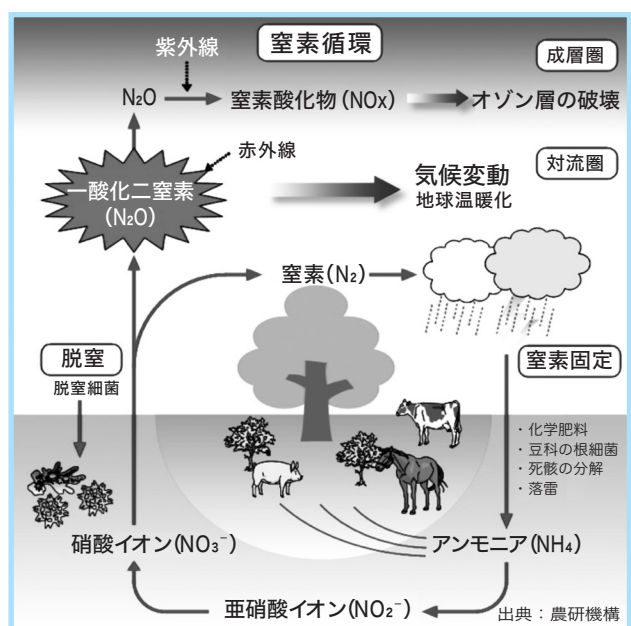 窒素循環
成層圏
紫外線
N₂O
窒素酸化物(NOx)
オゾン層の破壊
赤外線
対流圏
一酸化二窒素
(N₂O)
気候変動
地球温暖化
窒素(N₂)
脱窒
脱窒細菌
窒素固定
・化学肥料
・豆科の根細菌
・死骸の分解
・落雷
硝酸イオン(NO₃⁻)
アンモニア(NH₄)
亜硝酸イオン(NO₂⁻)
出典：農研機構